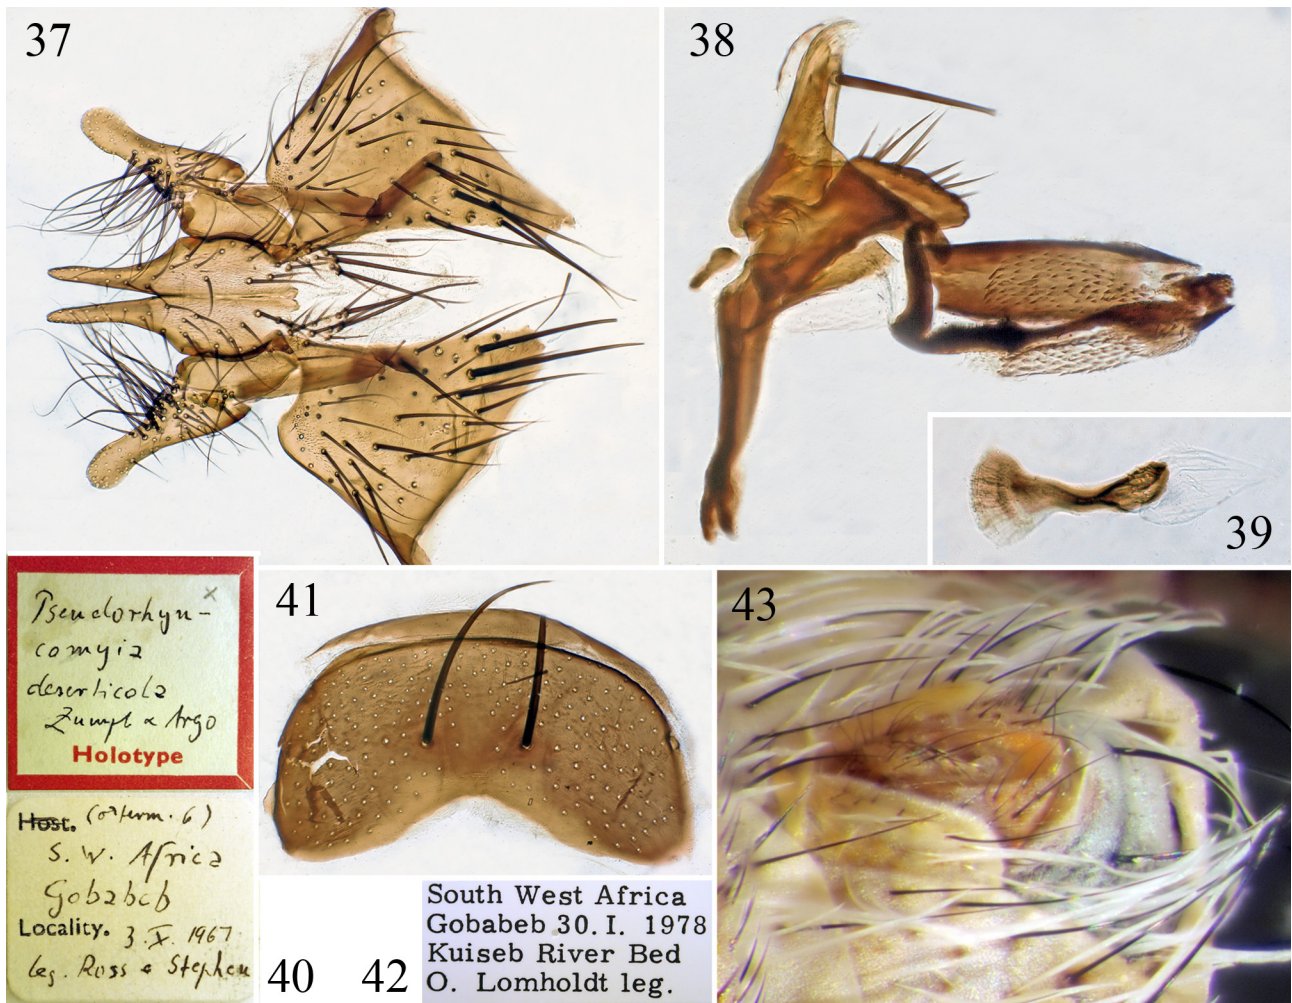 37
38
39
Pseudorhyn-
comyia
deserticola
Zumpt & Argo
Holotype
Host. (♂ term. 6)
S. W. Africa
Gobabeb
Locality. 3. X. 1967
leg. Ross & Stephen
40
41
42
South West Africa
Gobabeb 30. I. 1978
Kuiseb River Bed
O. Lomholdt leg.
43